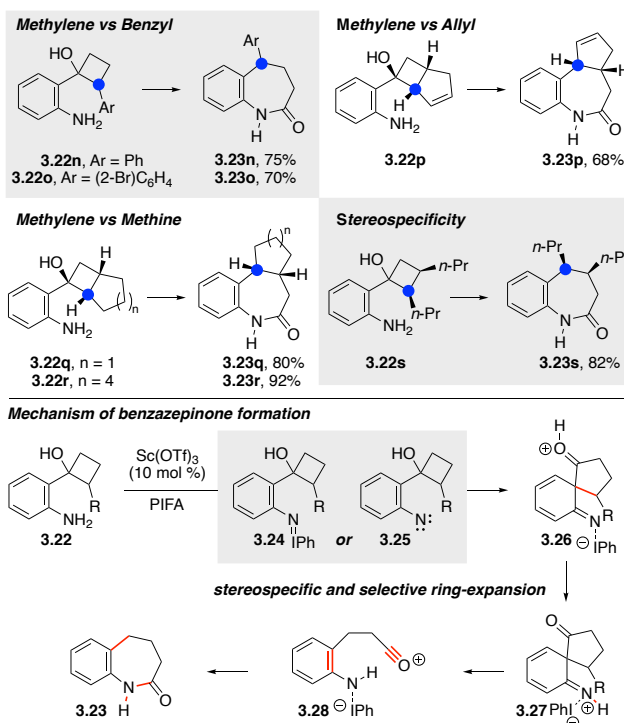 Methylene vs Benzyl
HO
Ar
NH2
Ar
N
H
O
3.22n, Ar = Ph
3.22o, Ar = (2-Br)C6H4
3.23n, 75%
3.23o, 70%
Methylene vs Allyl
HO
H
H
NH2
H
H
N
H
O
3.22p
3.23p, 68%
Methylene vs Methine
HO
H
H
n
NH2
n
H
H
N
H
O
3.22q, n = 1
3.22r, n = 4
3.23q, 80%
3.23r, 92%
Stereospecificity
HO
n-Pr
n-Pr
NH2
n-Pr
n-P
N
H
O
3.22s
3.23s, 82%
Mechanism of benzazepinone formation
HO
R
NH2
3.22
Sc(OTf)3
(10 mol %)
PIFA
HO
R
N
IPh
3.24
or
HO
R
N:
3.25
H
O
⊕
R
N
⊖ IPh
3.26
stereospecific and selective ring-expansion
O
R
N
⊕
H
PhI
⊖
3.27
O
⊕
H
N
⊖ IPh
3.28
N
H
O
3.23